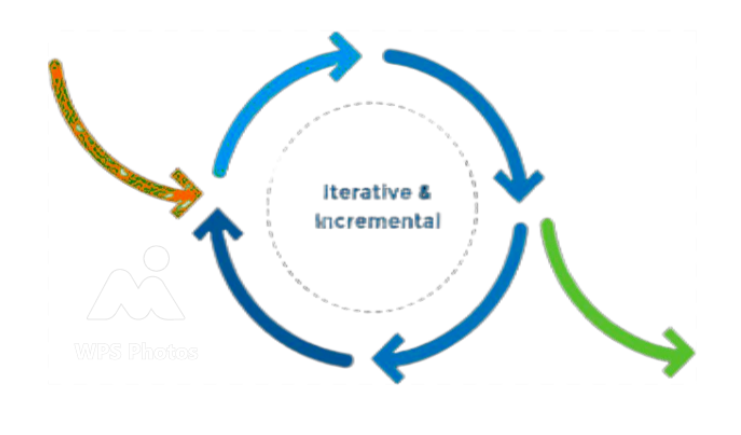 Iterative &
Incremental
WPS Photos